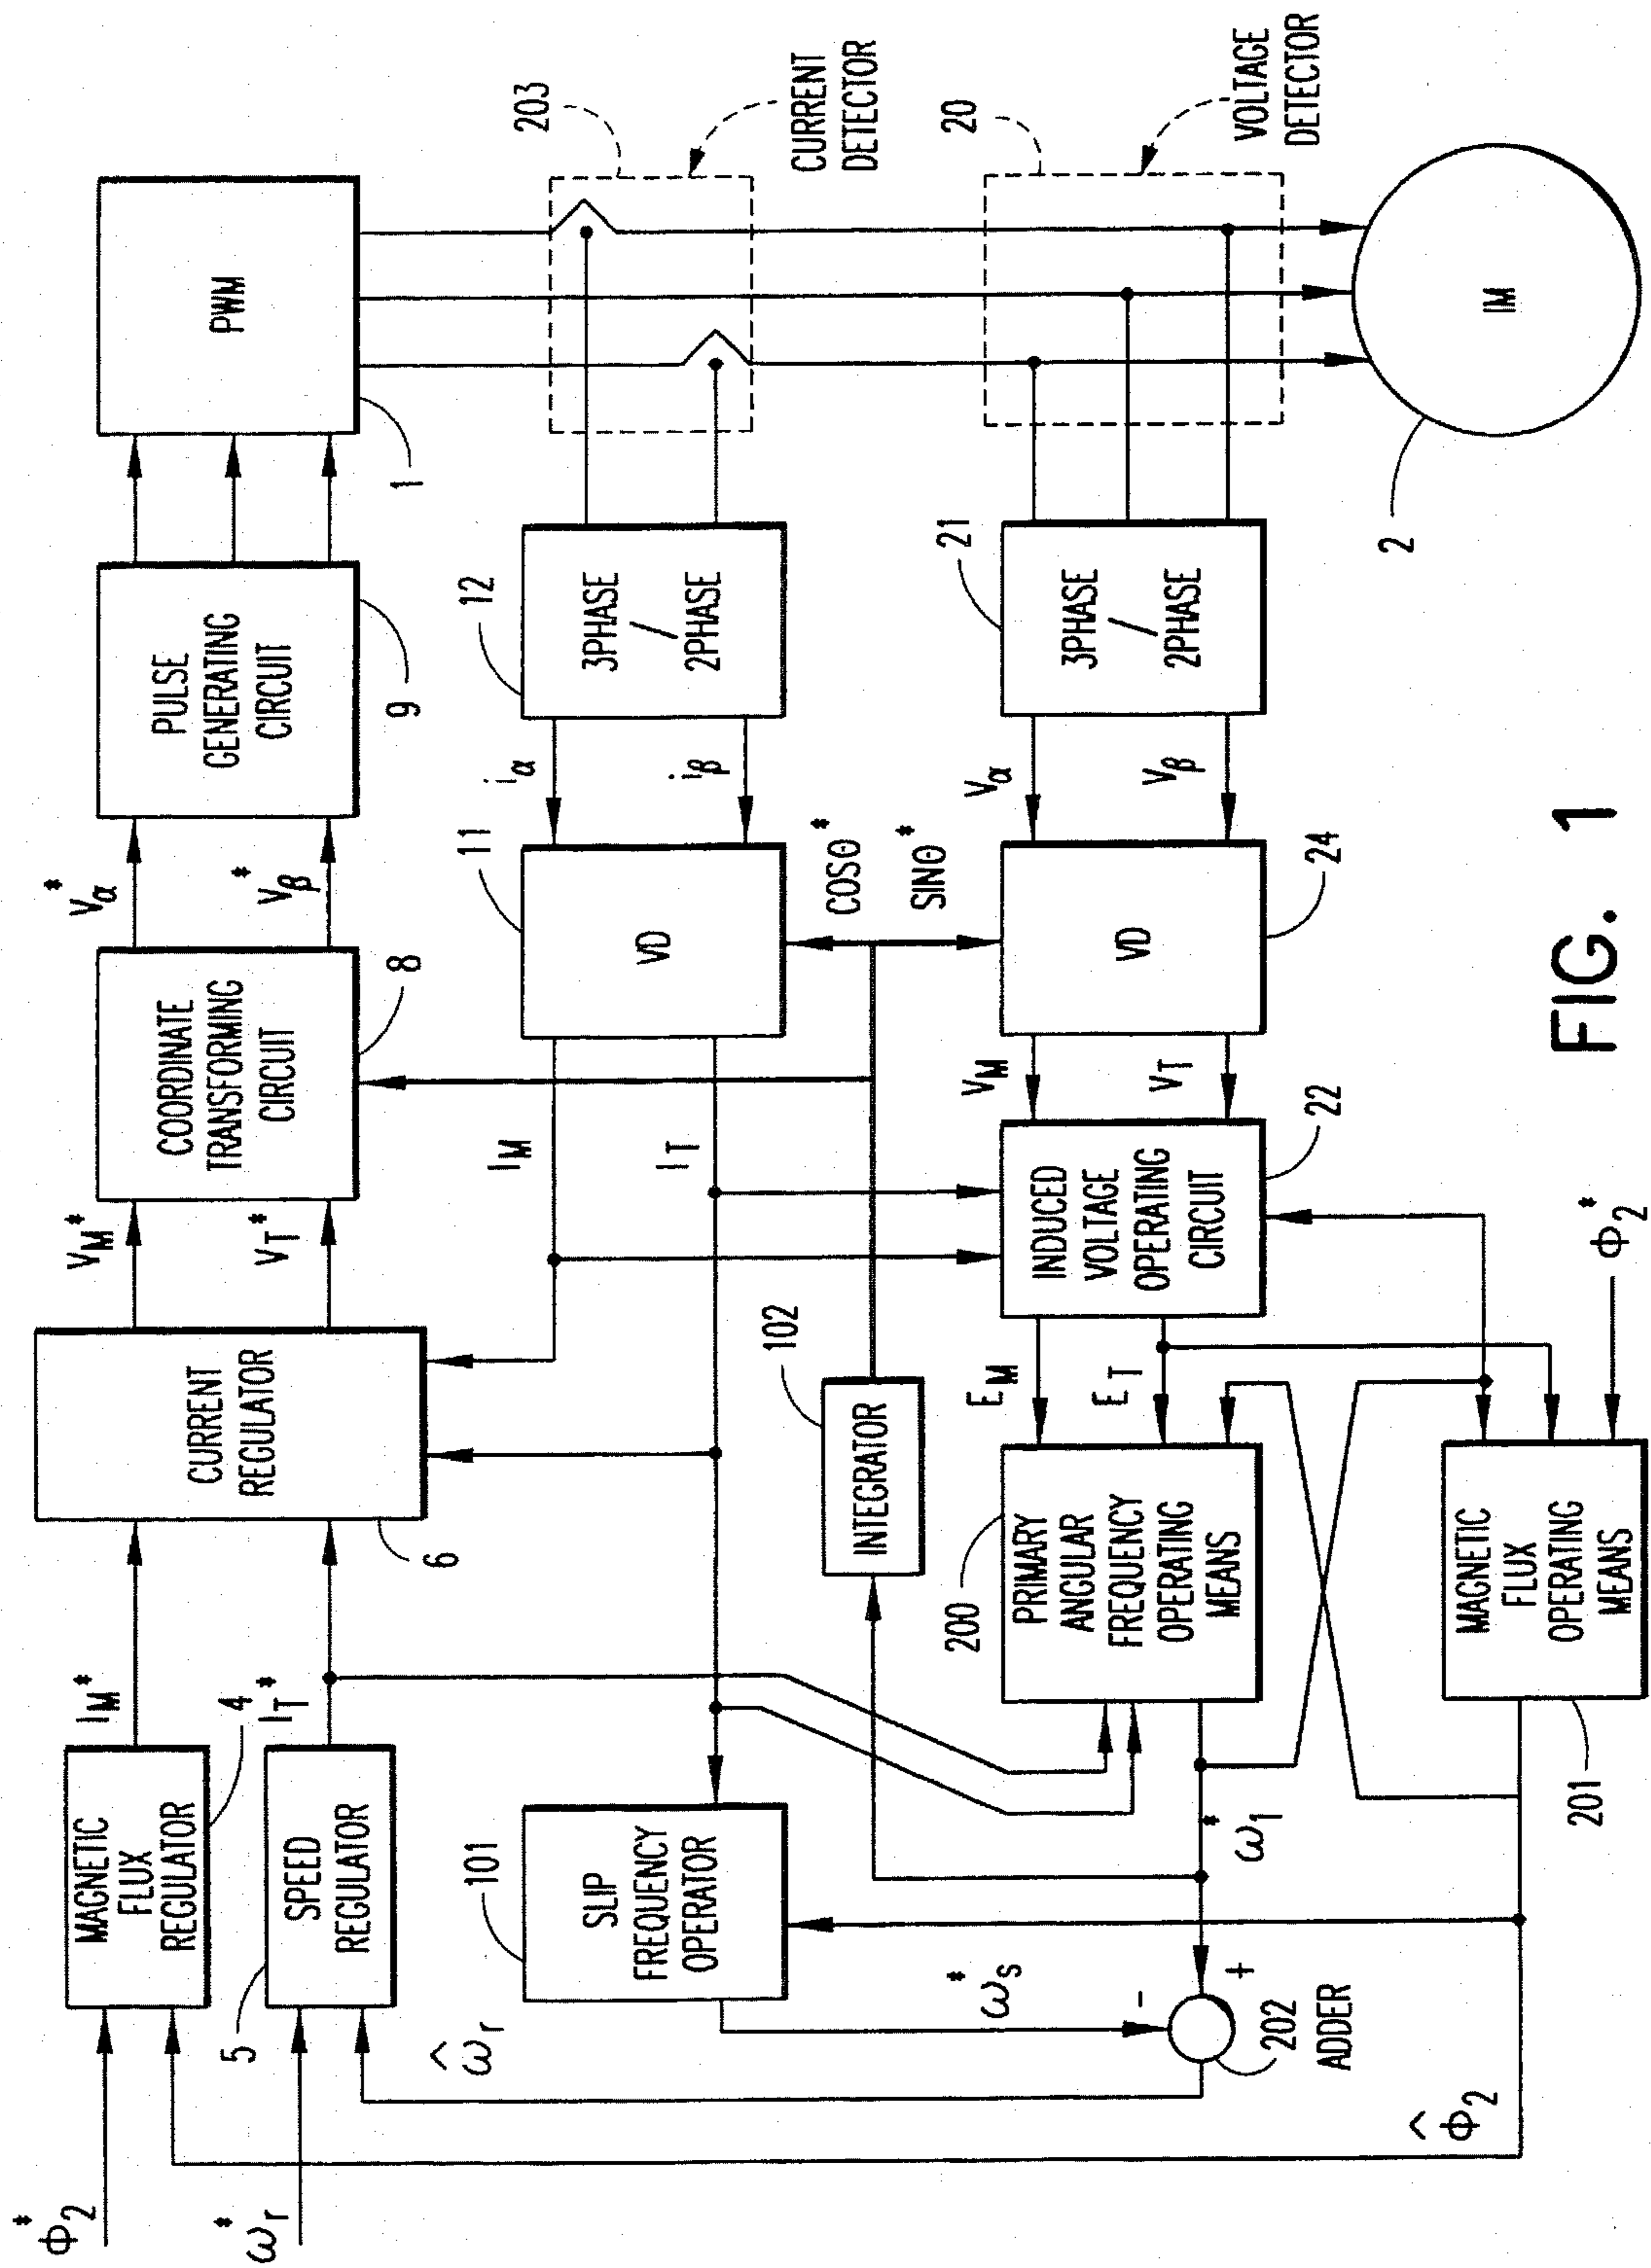 Φ2*
ωr*
MAGNETIC
FLUX
REGULATOR
4
IM*
SPEED
REGULATOR
5
IT*
CURRENT
REGULATOR
6
VM*
VT*
COORDINATE
TRANSFORMING
CIRCUIT
8
Vα*
Vβ*
PULSE
GENERATING
CIRCUIT
9
PWM
1
ω̂r
101
SLIP
FREQUENCY
OPERATOR
IM
IT
11
VD
iα
iβ
12
3PHASE
/
2PHASE
203
CURRENT
DETECTOR
102
INTEGRATOR
COSθ*
SINθ*
ωs*
-
+
202
ADDER
ω1*
200
PRIMARY
ANGULAR
FREQUENCY
OPERATING
MEANS
EM
ET
INDUCED
VOLTAGE
OPERATING
CIRCUIT
22
VM
VT
VD
24
Vα
Vβ
21
3PHASE
/
2PHASE
20
VOLTAGE
DETECTOR
Φ̂2
201
MAGNETIC
FLUX
OPERATING
MEANS
Φ2*
2
IM
FIG. 1